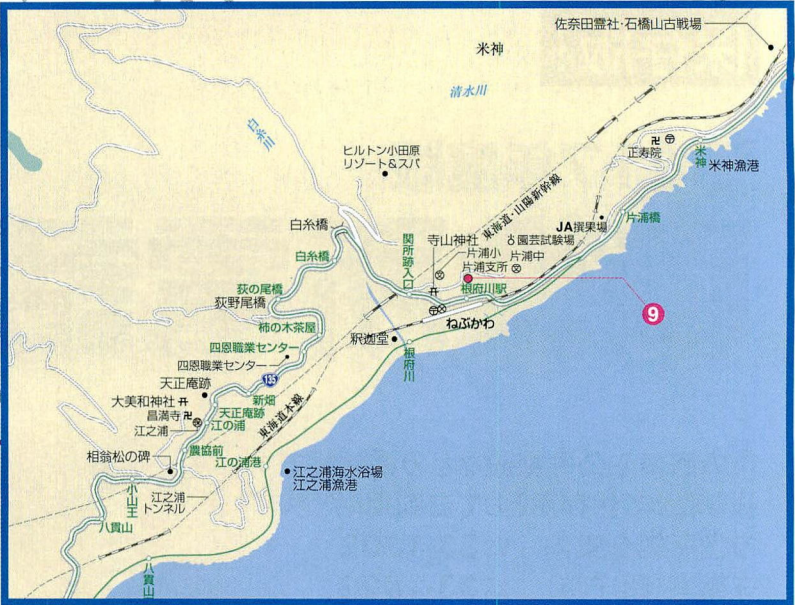 佐奈田霊社・石橋山古戦場
米神
清水川
白糸川
ヒルトン小田原
リゾート&スパ
東海道・山陽新幹線
正寿院
米神
米神漁港
片浦橋
JA撰果場
白糸橋
白糸橋
関所跡入口
寺山神社
園芸試験場
片浦小
片浦中
片浦支所
根府川駅
ねぶかわ
9
荻の尾橋
荻野尾橋
柿の木茶屋
釈迦堂
根府川
四恩職業センター
四恩職業センター
135
天正庵跡
新畑
大美和神社
天正庵跡
昌満寺
江の浦
江之浦
東海道本線
農協前
相翁松の碑
江の浦港
江之浦海水浴場
江之浦漁港
小山王
江之浦
トンネル
八貫山